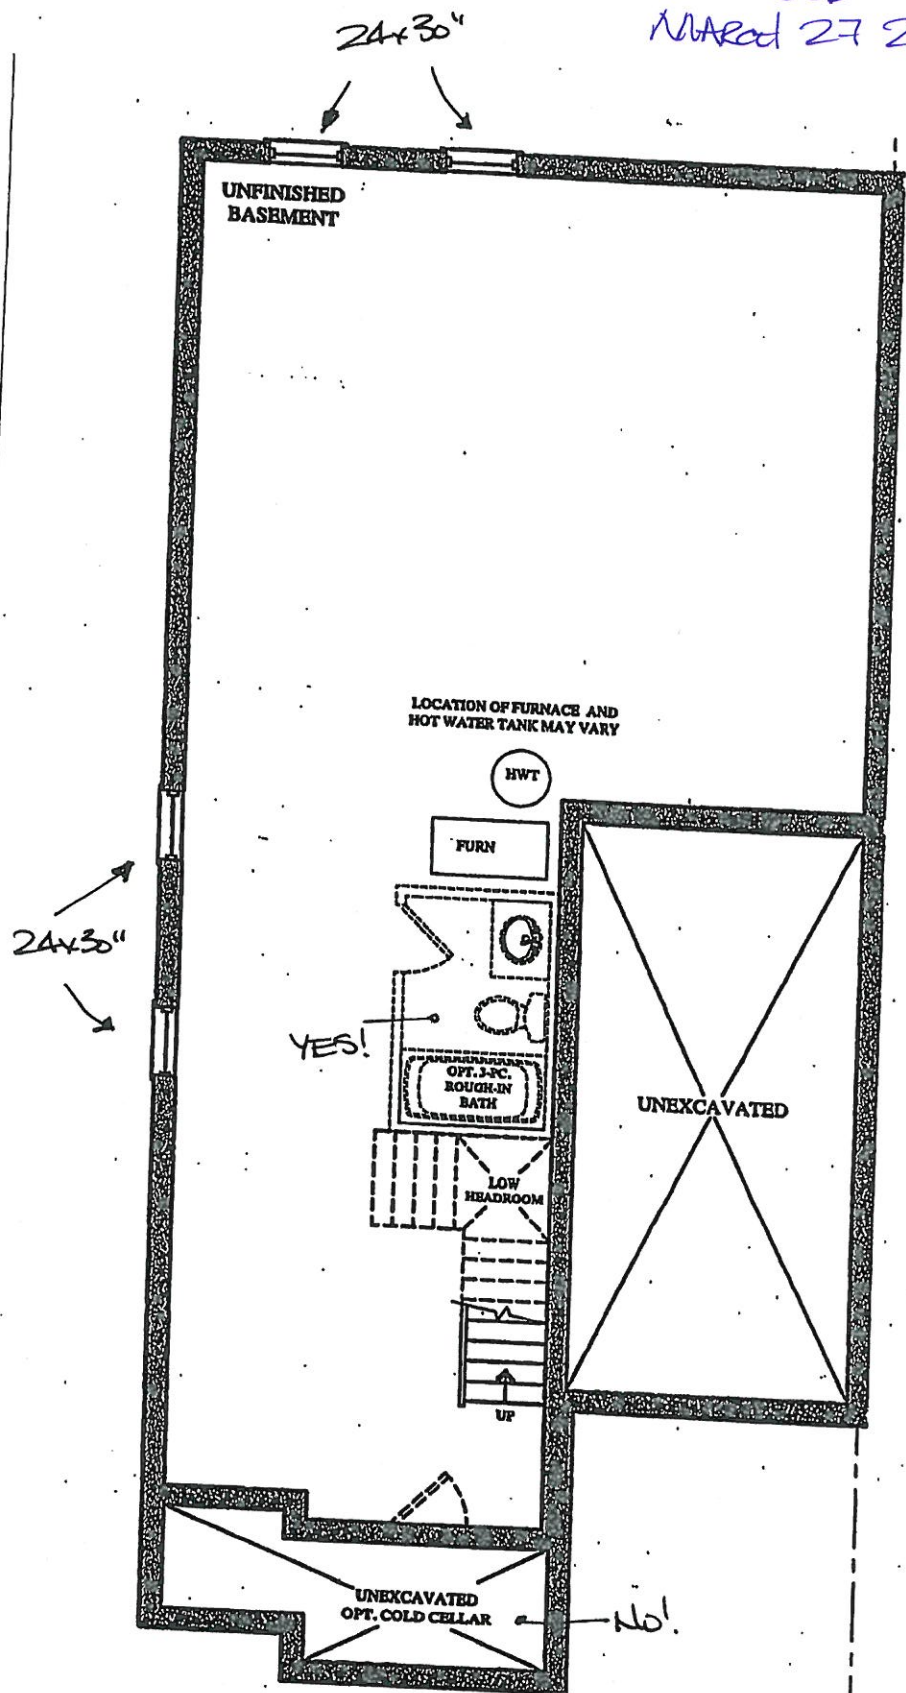 24x30"
MARCH 27 2
UNFINISHED
BASEMENT
LOCATION OF FURNACE AND
HOT WATER TANK MAY VARY
HWT
FURN
24x30"
YES!
OPT. 3-PC.
ROUGH-IN
BATH
UNEXCAVATED
LOW
HEADROOM
UP
UNEXCAVATED
OPT. COLD CELLAR
NO!